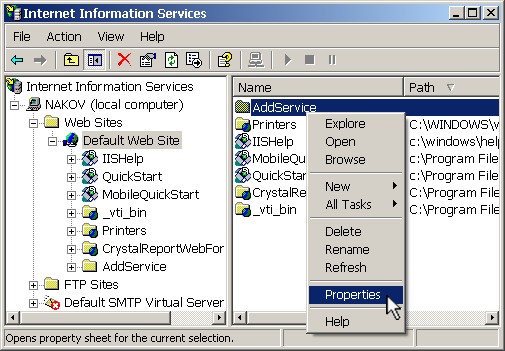 Internet Information Services
File Action View Help
Internet Information Services
NAKOV (local computer)
Web Sites
Default Web Site
IISHelp
QuickStart
MobileQuickStart
_vti_bin
Printers
CrystalReportWebFor
AddService
FTP Sites
Default SMTP Virtual Server
Name Path
AddService
Printers C:\WINDOWS\w
IISHelp c:\windows\help
MobileQuick c:\Program File
QuickStart C:\Program File
CrystalRepo C:\Program File
_vti_bin C:\Program File
Explore
Open
Browse
New
All Tasks
Delete
Rename
Refresh
Properties
Help
Opens property sheet for the current selection.